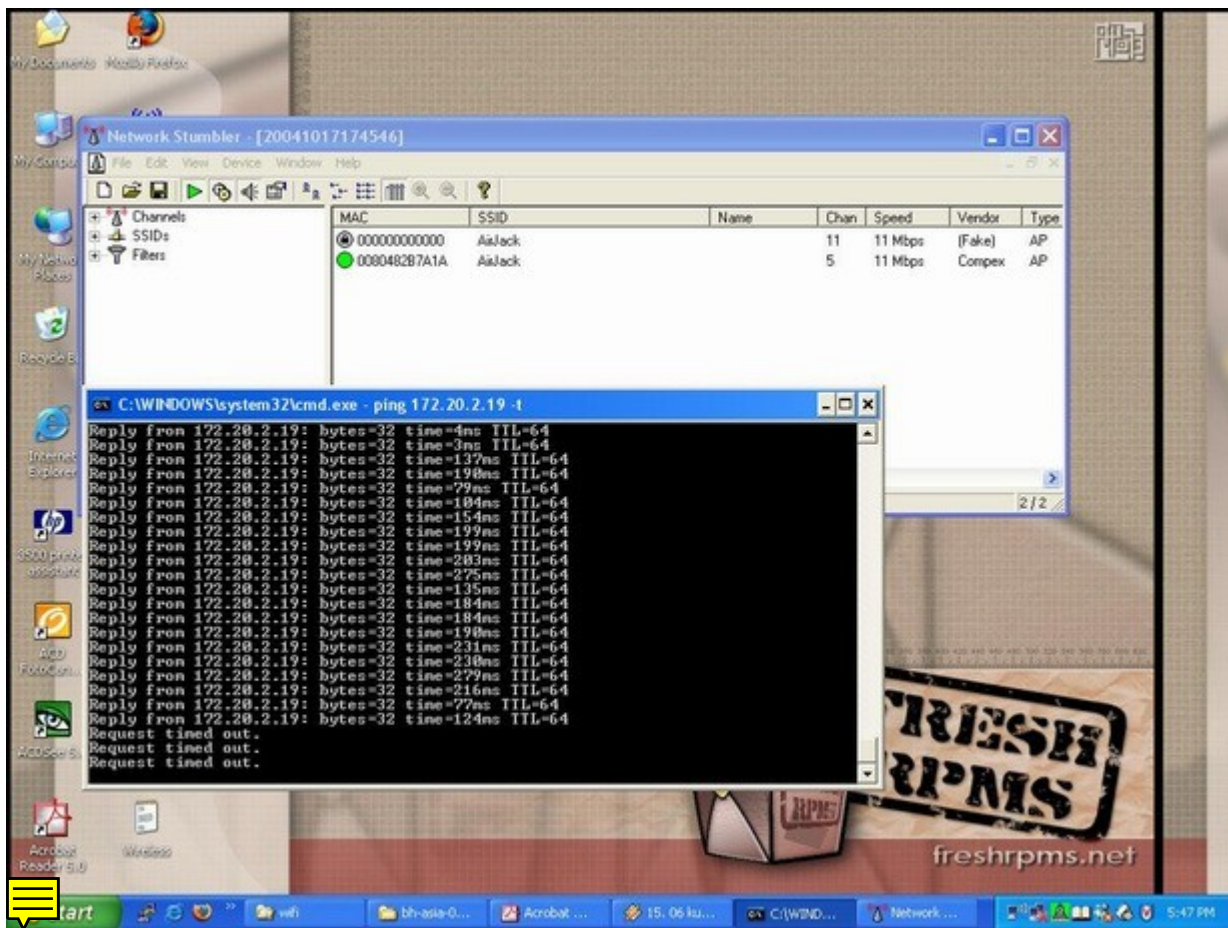 My Documents
Mozilla Firefox
Network Stumbler - [20041017174546]
File Edit View Device Window Help
Channels
SSIDs
Filters
MAC SSID Name Chan Speed Vendor Type
000000000000 AirJack 11 11 Mbps (Fake) AP
0080482B7A1A AirJack 5 11 Mbps Compex AP
2 / 2
Places
Internet
Explorer
C:\WINDOWS\system32\cmd.exe - ping 172.20.2.19 -t
Reply from 172.20.2.19: bytes=32 time=4ms TTL=64
Reply from 172.20.2.19: bytes=32 time=3ms TTL=64
Reply from 172.20.2.19: bytes=32 time=137ms TTL=64
Reply from 172.20.2.19: bytes=32 time=190ms TTL=64
Reply from 172.20.2.19: bytes=32 time=79ms TTL=64
Reply from 172.20.2.19: bytes=32 time=104ms TTL=64
Reply from 172.20.2.19: bytes=32 time=154ms TTL=64
Reply from 172.20.2.19: bytes=32 time=199ms TTL=64
Reply from 172.20.2.19: bytes=32 time=199ms TTL=64
Reply from 172.20.2.19: bytes=32 time=203ms TTL=64
Reply from 172.20.2.19: bytes=32 time=275ms TTL=64
Reply from 172.20.2.19: bytes=32 time=135ms TTL=64
Reply from 172.20.2.19: bytes=32 time=184ms TTL=64
Reply from 172.20.2.19: bytes=32 time=184ms TTL=64
Reply from 172.20.2.19: bytes=32 time=190ms TTL=64
Reply from 172.20.2.19: bytes=32 time=231ms TTL=64
Reply from 172.20.2.19: bytes=32 time=230ms TTL=64
Reply from 172.20.2.19: bytes=32 time=279ms TTL=64
Reply from 172.20.2.19: bytes=32 time=216ms TTL=64
Reply from 172.20.2.19: bytes=32 time=77ms TTL=64
Reply from 172.20.2.19: bytes=32 time=124ms TTL=64
Request timed out.
Request timed out.
Request timed out.
FRESH
RPMS
RPMS
freshrpms.net
Acrobat
Reader 5.0
Wireless
tart
wifi
bh-asia-0...
Acrobat ...
15. 06 ku...
C:\WIND...
Network ...
5:47 PM